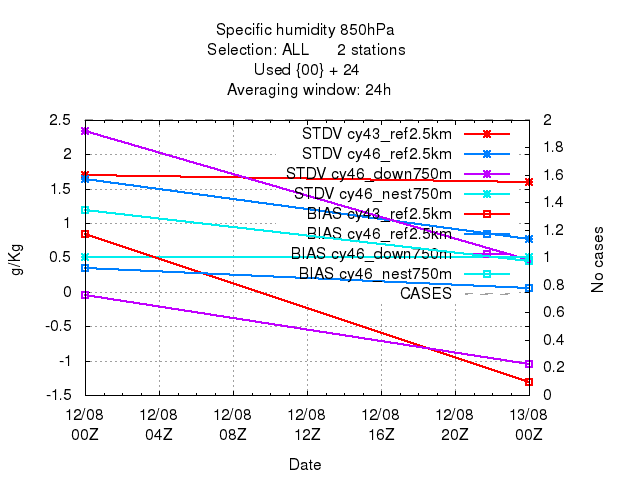 Specific humidity 850hPa
Selection: ALL 2 stations
Used {00} + 24
Averaging window: 24h
2.5
2
1.5
1
0.5
0
-0.5
-1
-1.5
g/Kg
STDV cy43_ref2.5km
STDV cy46_ref2.5km
STDV cy46_down750m
STDV cy46_nest750m
BIAS cy43_ref2.5km
BIAS cy46_ref2.5km
BIAS cy46_down750m
BIAS cy46_nest750m
CASES
2
1.8
1.6
1.4
1.2
1
0.8
0.6
0.4
0.2
0
No cases
12/08 12/08 12/08 12/08 12/08 12/08 13/08
00Z 04Z 08Z 12Z 16Z 20Z 00Z
Date